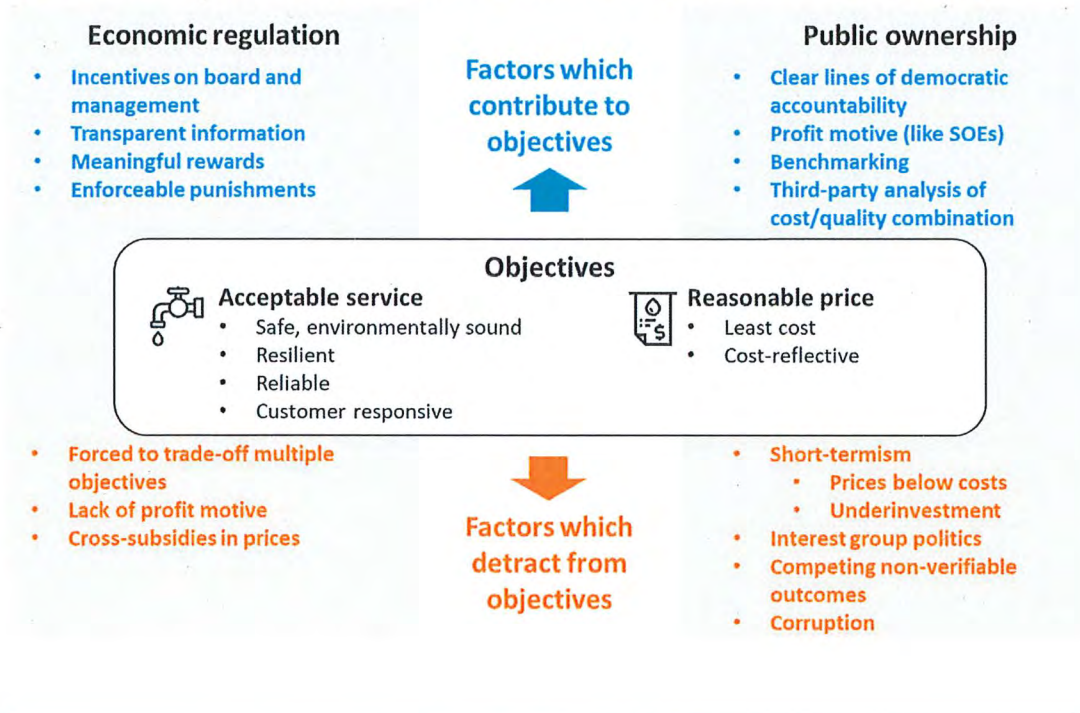 Economic regulation
• Incentives on board and
management
• Transparent information
• Meaningful rewards
• Enforceable punishments
Factors which
contribute to
objectives
Public ownership
• Clear lines of democratic
accountability
• Profit motive (like SOEs)
• Benchmarking
• Third-party analysis of
cost/quality combination
Objectives
Acceptable service
• Safe, environmentally sound
• Resilient
• Reliable
• Customer responsive
$
Reasonable price
• Least cost
• Cost-reflective
• Forced to trade-off multiple
objectives
• Lack of profit motive
• Cross-subsidies in prices
Factors which
detract from
objectives
• Short-termism
• Prices below costs
• Underinvestment
• Interest group politics
• Competing non-verifiable
outcomes
• Corruption